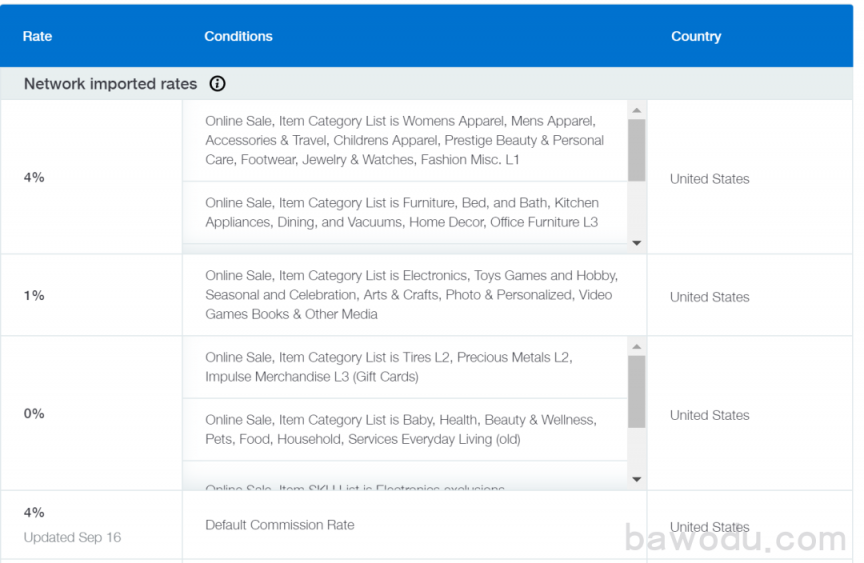 Rate Conditions Country
Network imported rates
Online Sale, Item Category List is Womens Apparel, Mens Apparel,
Accessories & Travel, Childrens Apparel, Prestige Beauty & Personal
Care, Footwear, Jewelry & Watches, Fashion Misc. L1
4% United States
Online Sale, Item Category List is Furniture, Bed, and Bath, Kitchen
Appliances, Dining, and Vacuums, Home Decor, Office Furniture L3
Online Sale, Item Category List is Electronics, Toys Games and Hobby,
1% Seasonal and Celebration, Arts & Crafts, Photo & Personalized, Video United States
Games Books & Other Media
Online Sale, Item Category List is Tires L2, Precious Metals L2,
Impulse Merchandise L3 (Gift Cards)
0% United States
Online Sale, Item Category List is Baby, Health, Beauty & Wellness,
Pets, Food, Household, Services Everyday Living (old)
Online Sale, Item SKU List is Electronics exclusions
4% Default Commission Rate United States
Updated Sep 16
bawodu.com